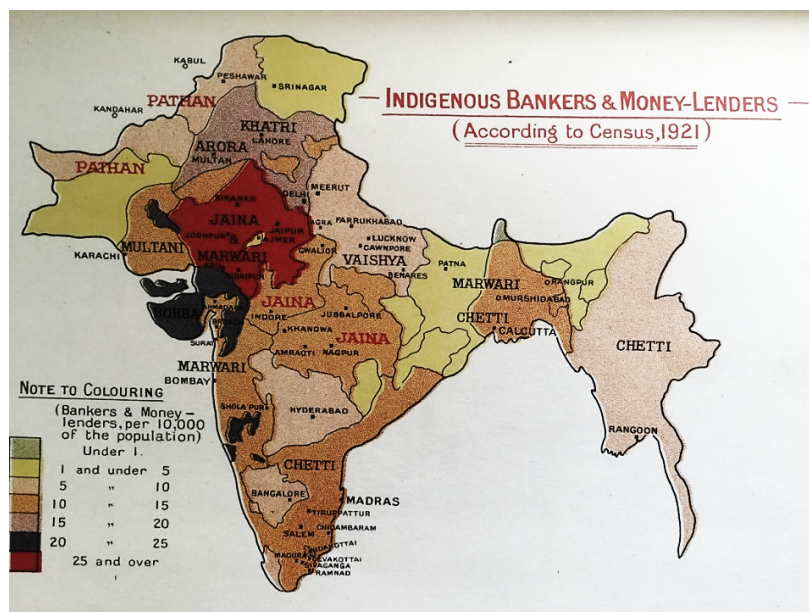 INDIGENOUS BANKERS & MONEY-LENDERS
(According to Census, 1921)
KABUL
PESHAWAR
SRINAGAR
PATHAN
KANDAHAR
KHATRI
LAHORE
ARORA
MULTAN
PATHAN
MEERUT
DELHI
BIKANER
JAINA
AGRA
FARRUKHABAD
JODHPUR
&
JAIPUR
AJMER
LUCKNOW
CAWNPORE
GWALIOR
MULTANI
KARACHI
MARWARI
VAISHYA
BENARES
PATNA
MARWARI
RANGPUR
MURSHIDABAD
JAINA
BORRA
INDORE
JUBBALPORE
CHETTI
CALCUTTA
KHANDWA
JAINA
SURAT
AMRAOTI
NAGPUR
CHETTI
MARWARI
BOMBAY
SHOLAPUR
HYDERABAD
RANGOON
CHETTI
BANGALORE
MADRAS
TIRUPPATTUR
SALEM
CHIDAMBARAM
MADURA
DEVAKOTTAI
SIVAGANGA
RAMNAD
NOTE TO COLOURING
(Bankers & Money-
lenders, per 10,000
of the population)
Under 1.
1 and under 5
5 " 10
10 " 15
15 " 20
20 " 25
25 and over